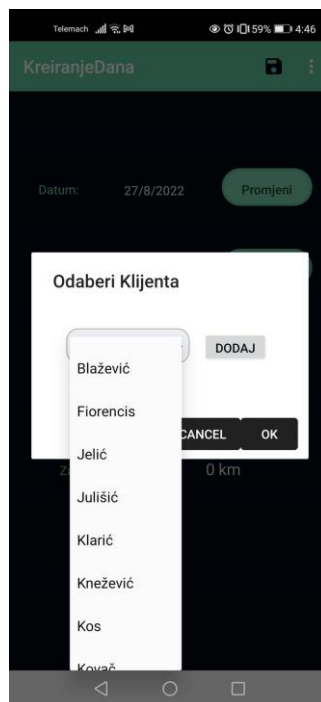 Telemach 59% 4:46
KreiranjeDana
Datum: 27/8/2022 Promjeni
Odaberi Klijenta
DODAJ
Blažević
Fiorencis
Jelić
CANCEL OK
Julišić
0 km
Klarić
Knežević
Kos
Kovač